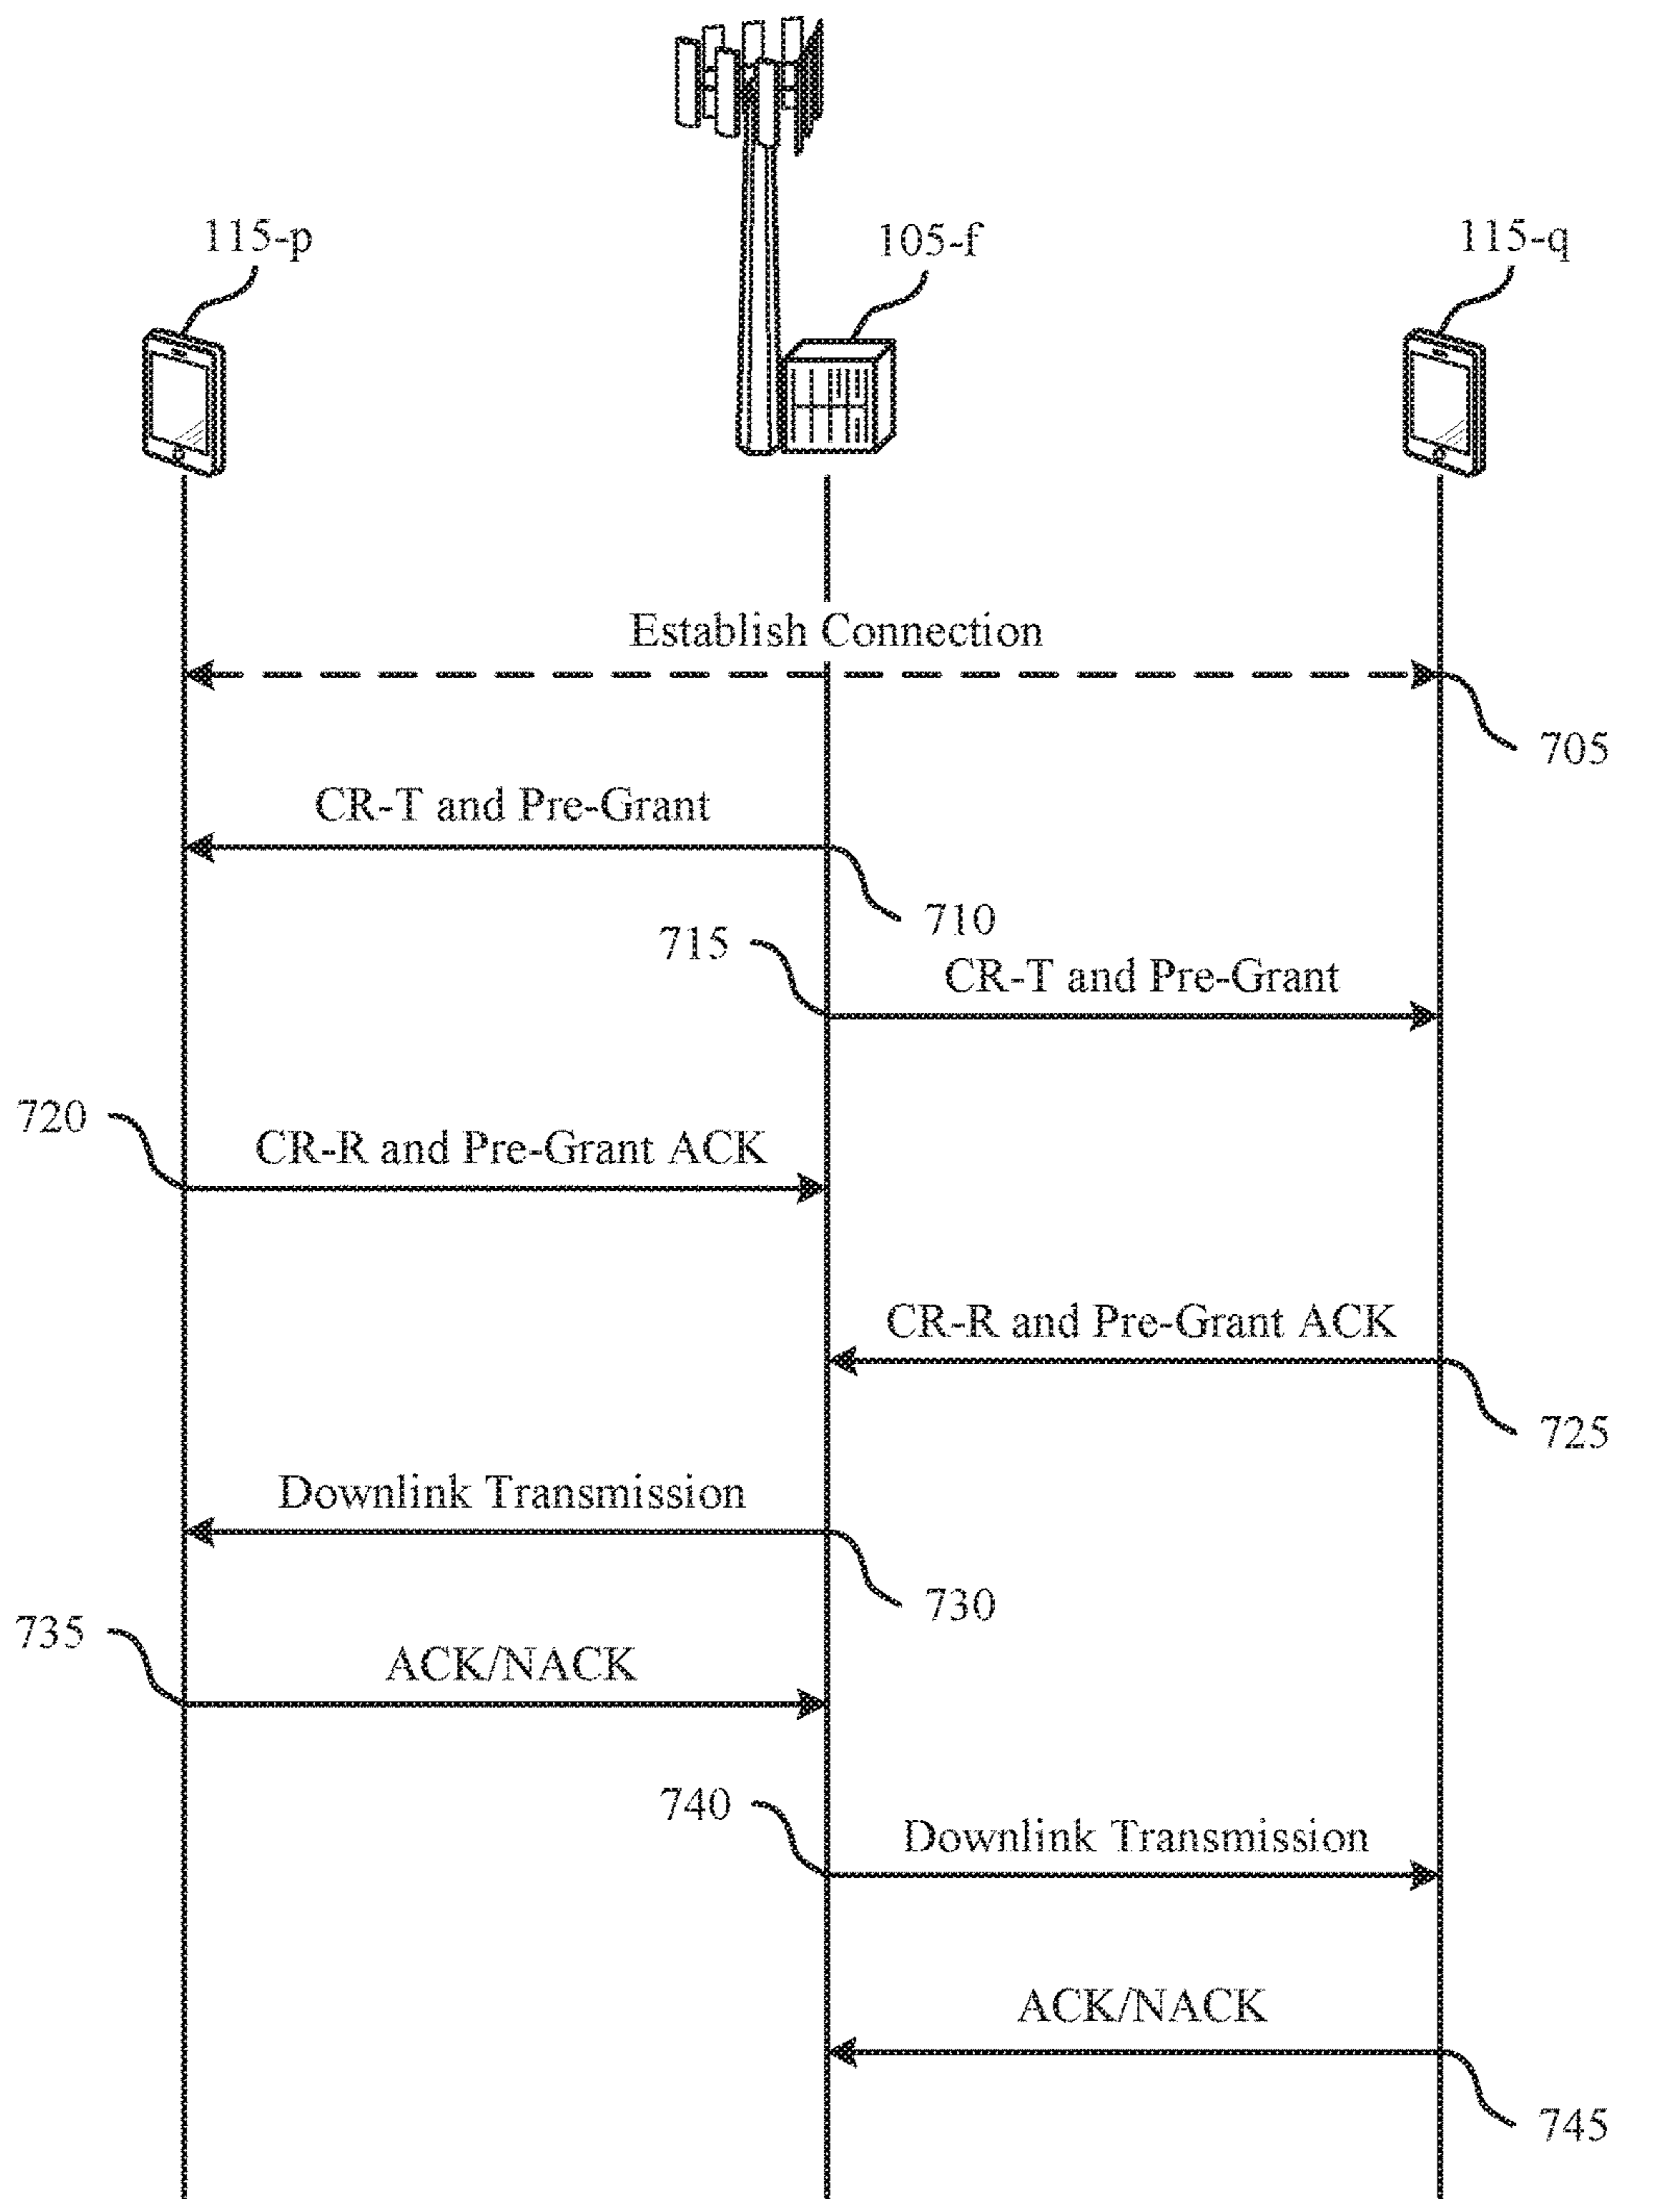 115-p
105-f
115-q
Establish Connection
705
CR-T and Pre-Grant
710
715
CR-T and Pre-Grant
720
CR-R and Pre-Grant ACK
CR-R and Pre-Grant ACK
725
Downlink Transmission
730
735
ACK/NACK
740
Downlink Transmission
ACK/NACK
745